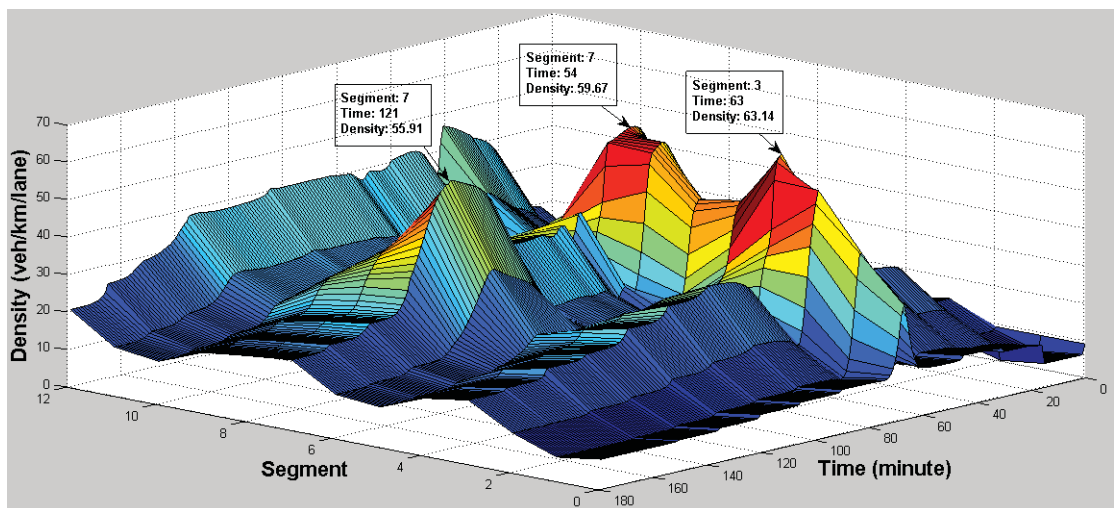 Segment: 7
Time: 54
Density: 59.67
Segment: 3
Time: 63
Density: 63.14
Segment: 7
Time: 121
Density: 55.91
70
60
50
40
30
20
10
0
Density (veh/km/lane)
12
10
8
6
4
2
0
Segment
180
160
140
120
100
80
60
40
20
0
Time (minute)